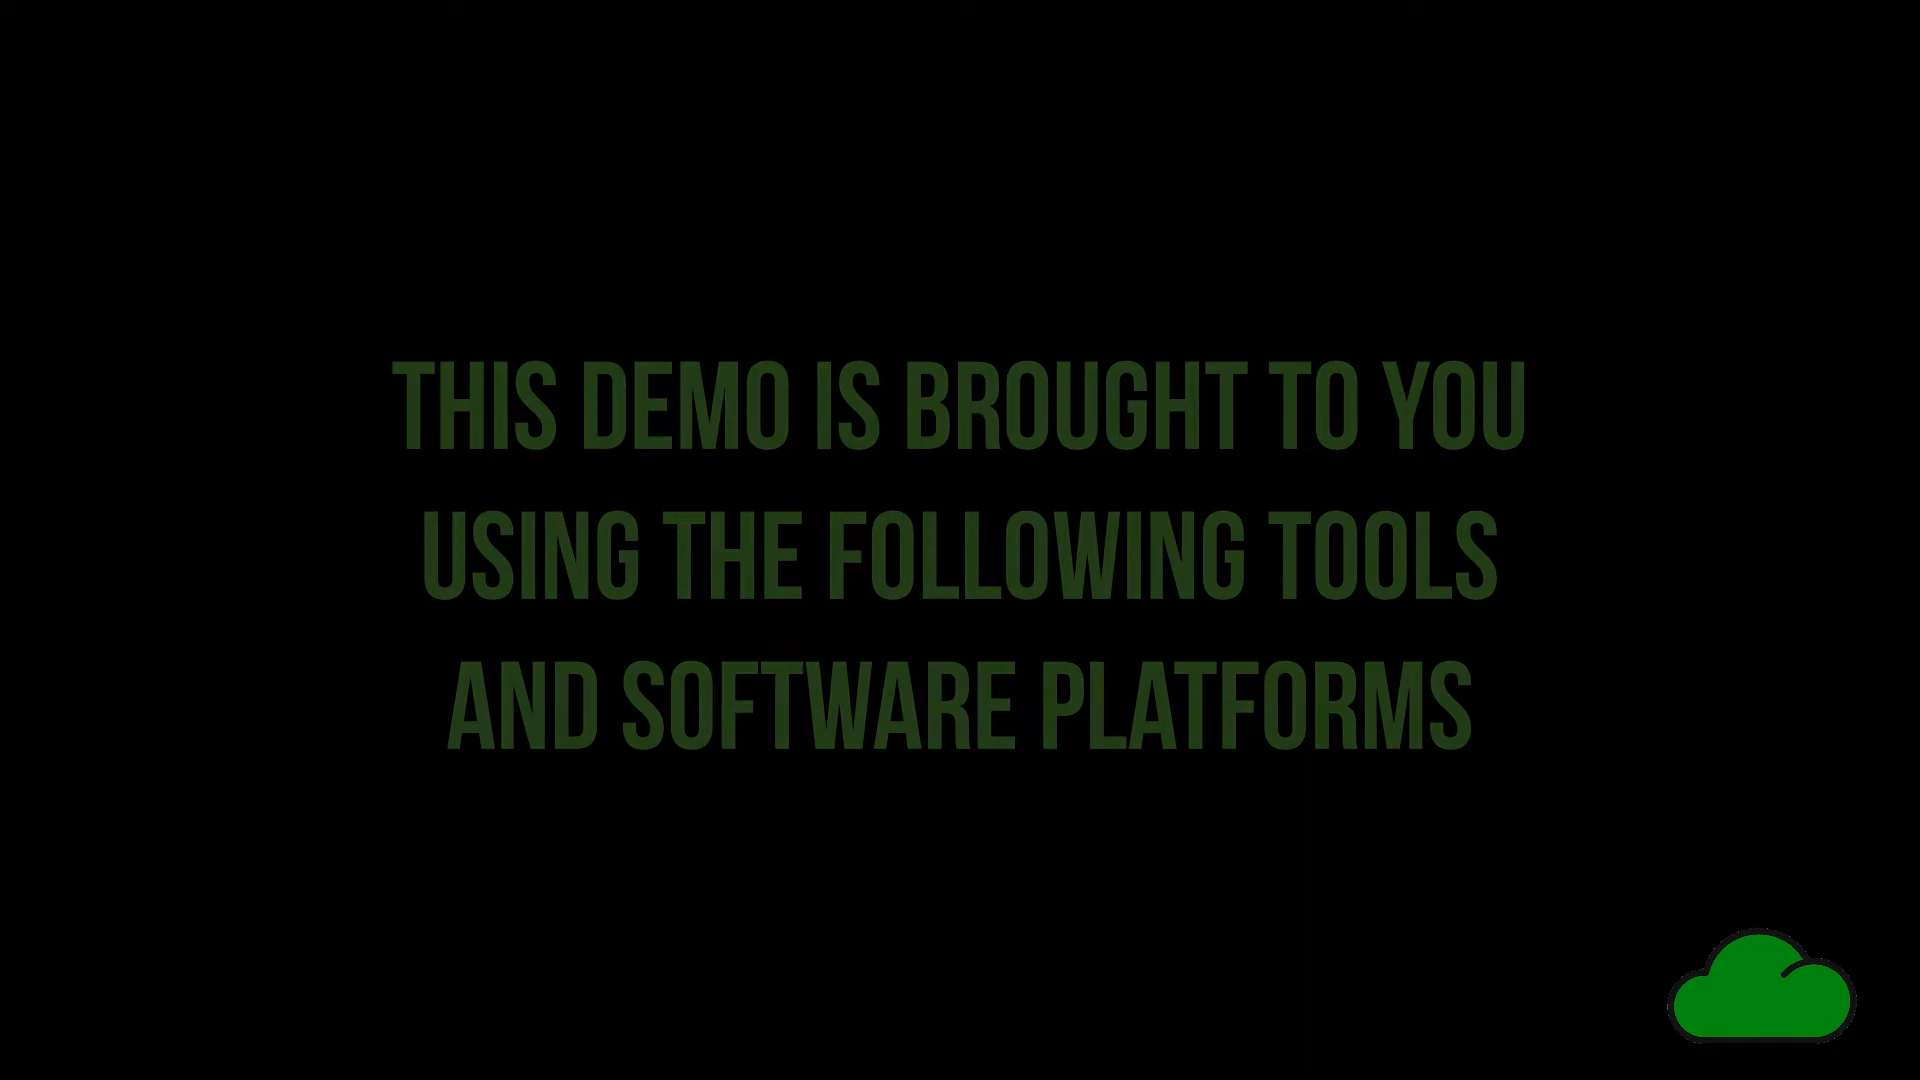 THIS DEMO IS BROUGHT TO YOU
USING THE FOLLOWING TOOLS
AND SOFTWARE PLATFORMS